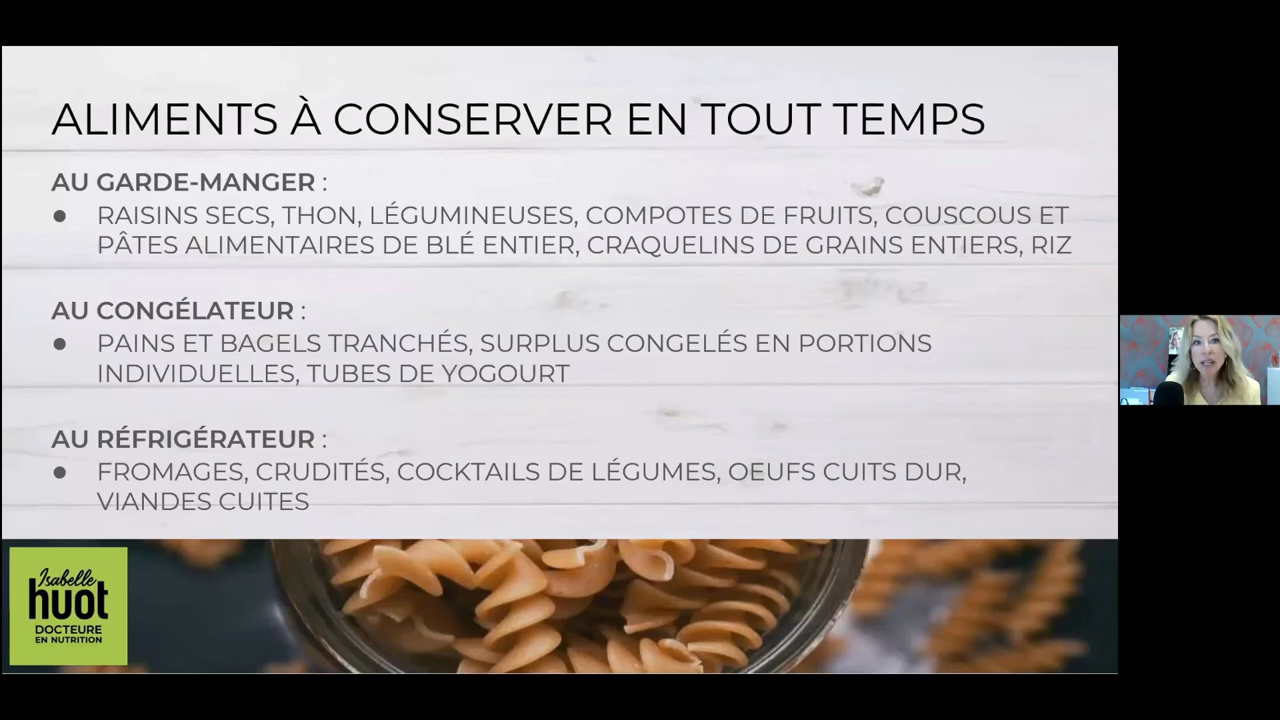 ALIMENTS À CONSERVER EN TOUT TEMPS
AU GARDE-MANGER :
● RAISINS SECS, THON, LÉGUMINEUSES, COMPOTES DE FRUITS, COUSCOUS ET
PÂTES ALIMENTAIRES DE BLÉ ENTIER, CRAQUELINS DE GRAINS ENTIERS, RIZ
AU CONGÉLATEUR :
● PAINS ET BAGELS TRANCHÉS, SURPLUS CONGELÉS EN PORTIONS
INDIVIDUELLES, TUBES DE YOGOURT
AU RÉFRIGÉRATEUR :
● FROMAGES, CRUDITÉS, COCKTAILS DE LÉGUMES, OEUFS CUITS DUR,
VIANDES CUITES
Isabelle
huot
DOCTEURE
EN NUTRITION